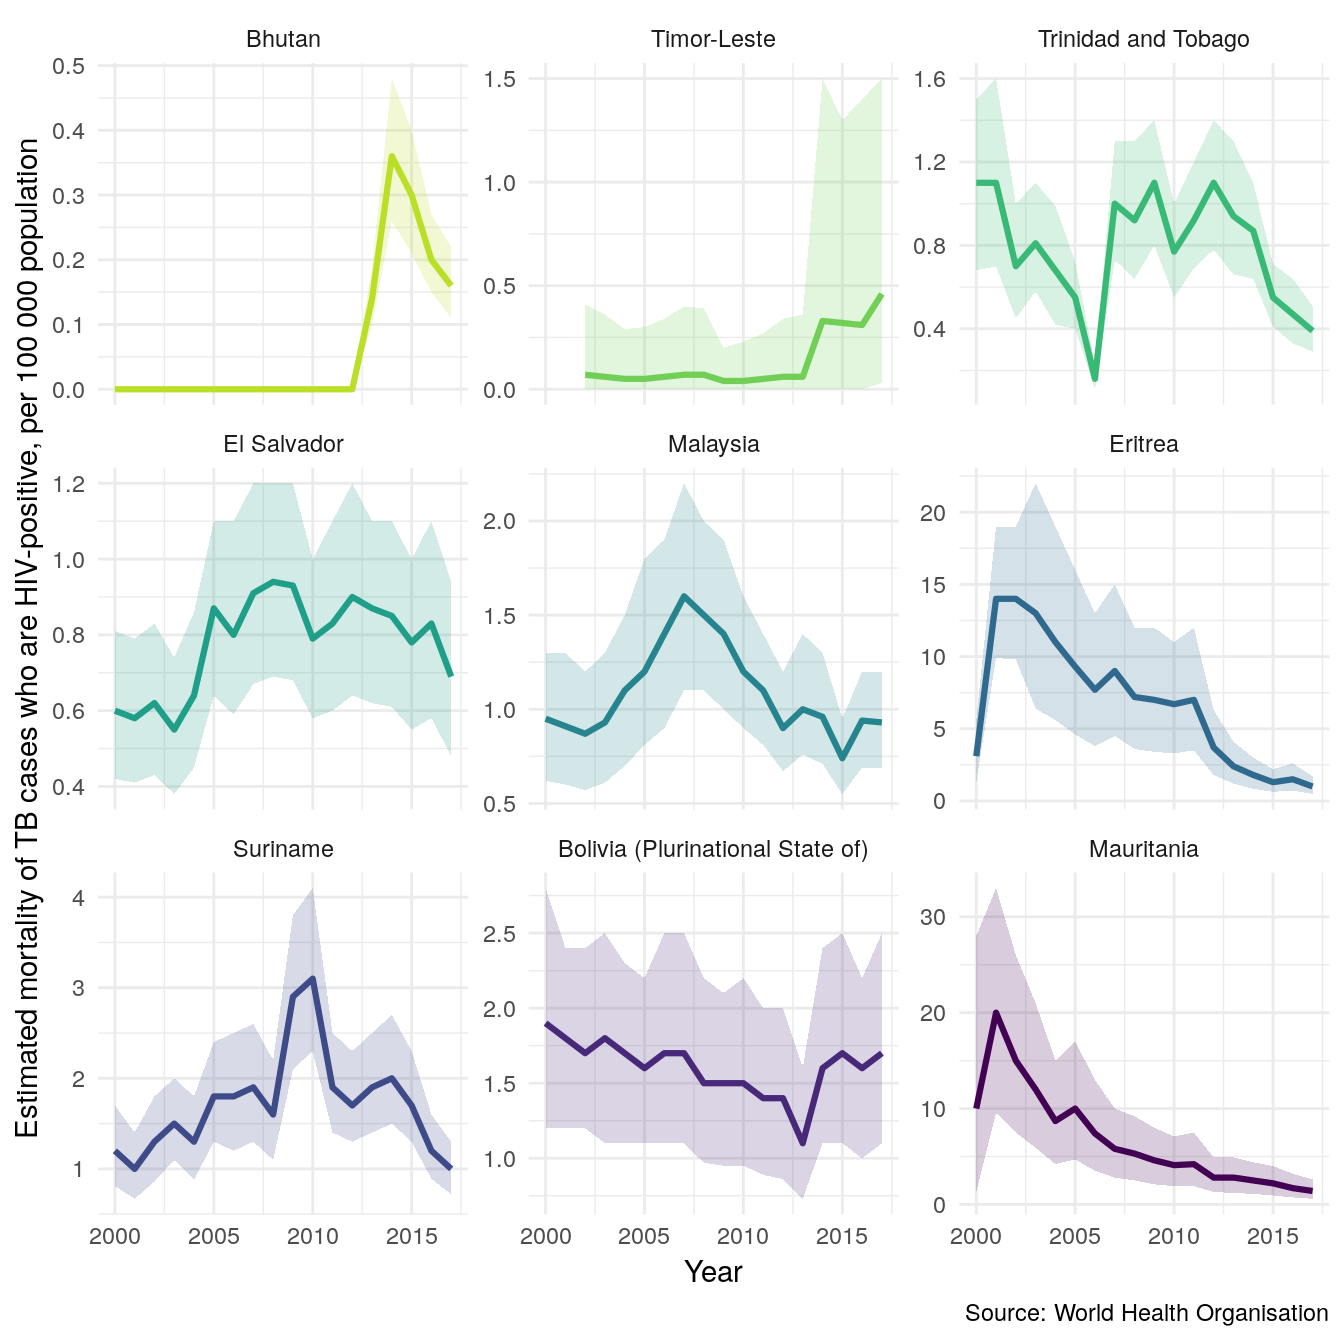 Bhutan
Timor-Leste
Trinidad and Tobago
0.5
0.4
0.3
0.2
0.1
0.0
1.5
1.0
0.5
0.0
1.6
1.2
0.8
0.4
El Salvador
Malaysia
Eritrea
1.2
1.0
0.8
0.6
0.4
2.0
1.5
1.0
0.5
20
15
10
5
0
Suriname
Bolivia (Plurinational State of)
Mauritania
4
3
2
1
2.5
2.0
1.5
1.0
30
20
10
0
2000 2005 2010 2015
2000 2005 2010 2015
2000 2005 2010 2015
Estimated mortality of TB cases who are HIV-positive, per 100 000 population
Year
Source: World Health Organisation